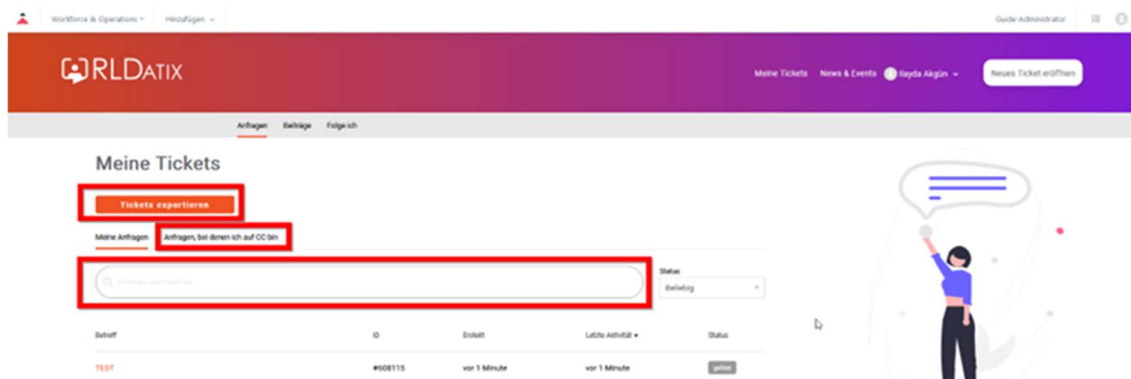 Workforce & Operations Hinzufügen Guide-Administrator
RLDATIX
Meine Tickets News & Events Ilayda Akgün Neues Ticket eröffnen
Anfragen Beiträge Folge ich
Meine Tickets
Tickets exportieren
Meine Anfragen Anfragen, bei denen ich auf CC bin
Status
Beliebig
Betreff ID Erstellt Letzte Aktivität Status
TEST #608115 vor 1 Minute vor 1 Minute gelöst